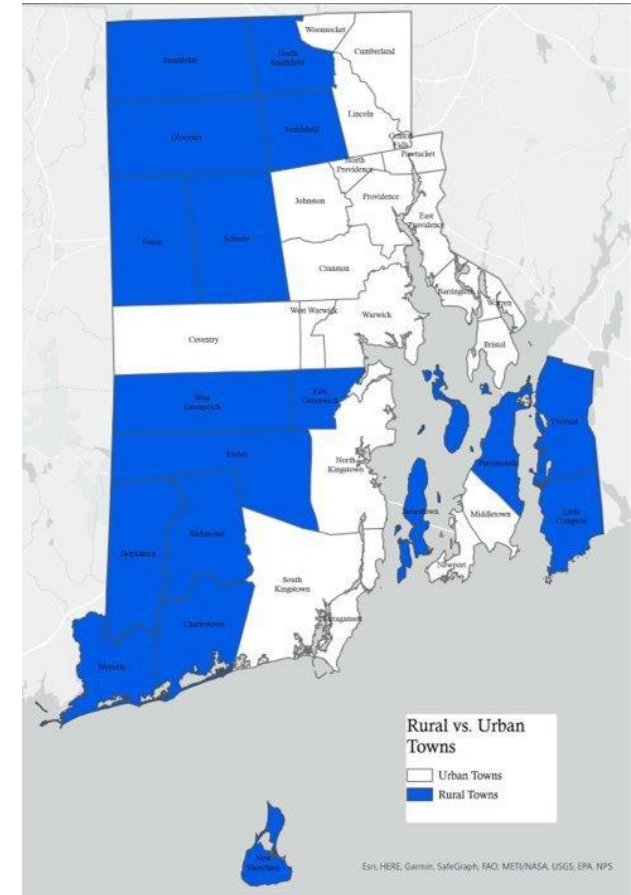 Woonsocket
Cumberland
Burrillville
North
Smithfield
Lincoln
Glocester
Smithfield
Central
Falls
Pawtucket
North
Providence
Johnston
Providence
East
Providence
Foster
Scituate
Cranston
Barrington
Warren
West Warwick
Warwick
Coventry
Bristol
West
Greenwich
East
Greenwich
Tiverton
Exeter
North
Kingstown
Portsmouth
Jamestown
Middletown
Little
Compton
Richmond
Hopkinton
Newport
South
Kingstown
Narragansett
Charlestown
Westerly
Rural vs. Urban
Towns
Urban Towns
Rural Towns
New
Shoreham
Esri, HERE, Garmin, SafeGraph, FAO, METI/NASA, USGS, EPA, NPS